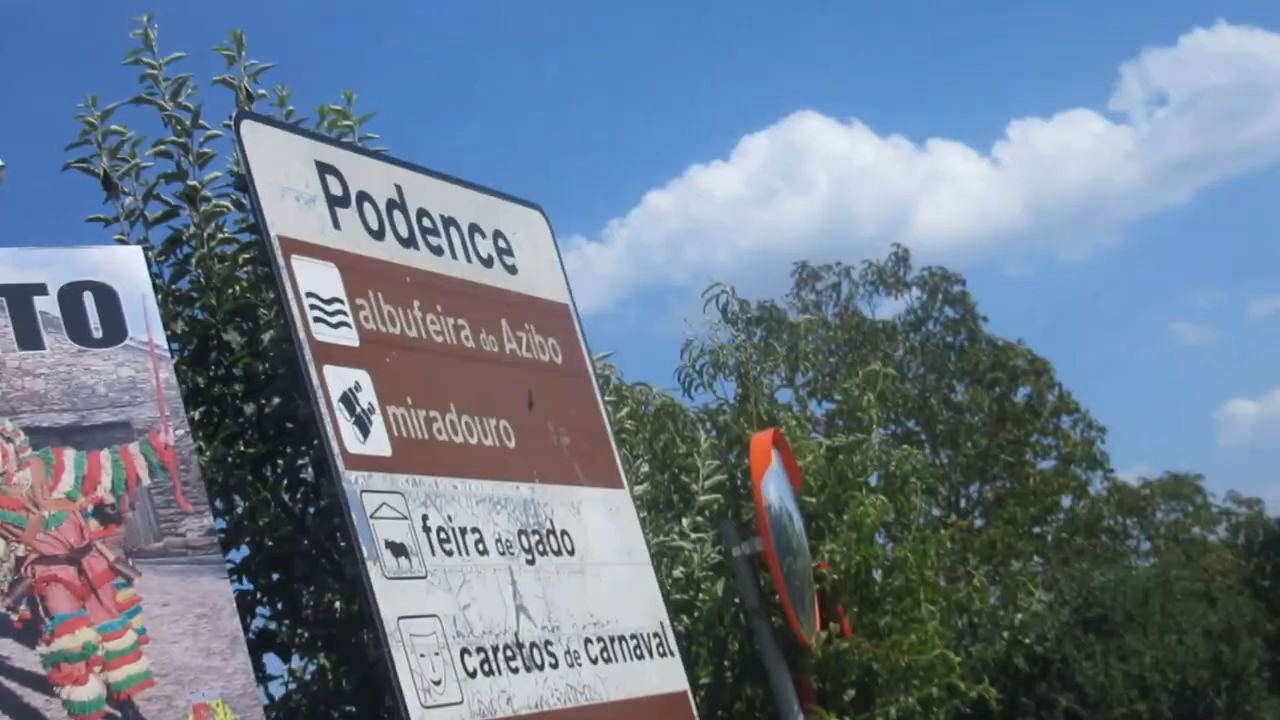 Podence
albufeira do Azibo
miradouro
feira de gado
caretos de carnaval
TO